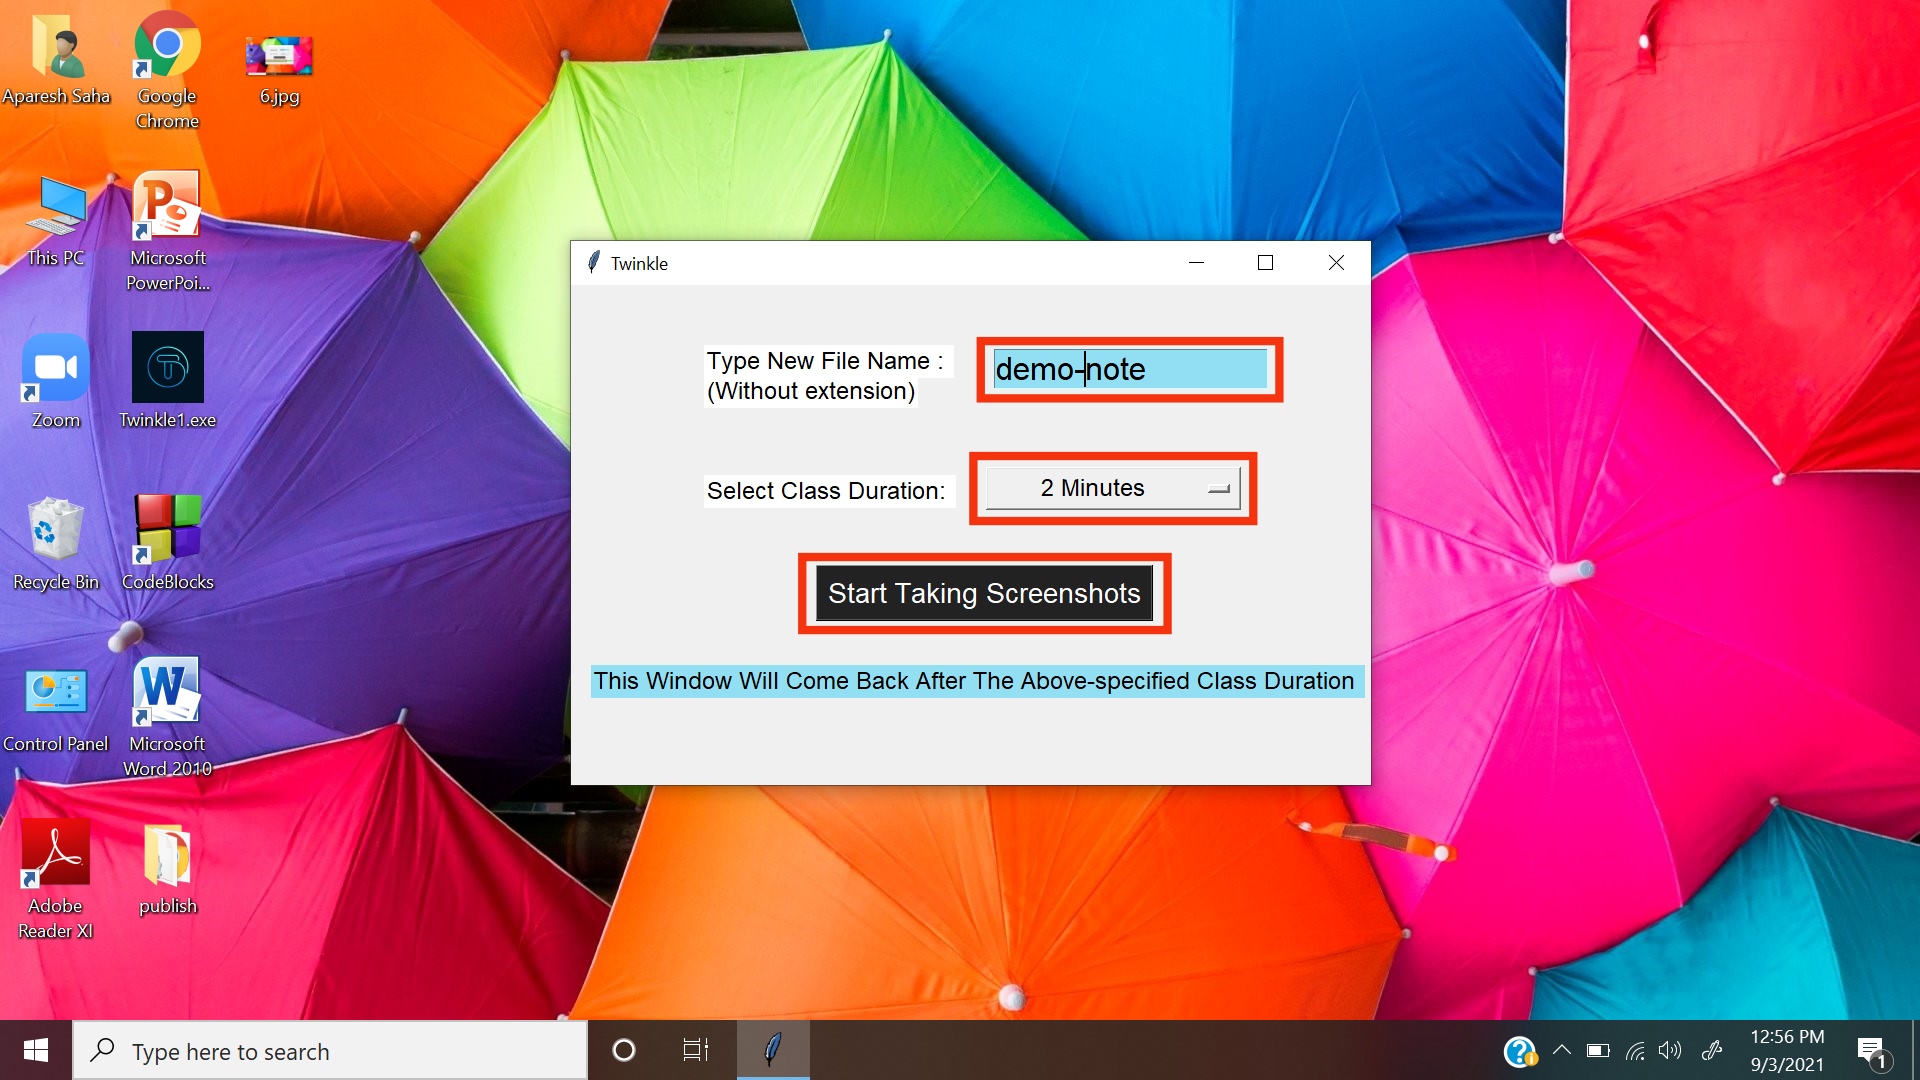 Aparesh Saha
Google
Chrome
6.jpg
This PC
Microsoft
PowerPoi...
Zoom
Twinkle1.exe
Recycle Bin
CodeBlocks
Control Panel
Microsoft
Word 2010
Adobe
Reader XI
publish
Twinkle
Type New File Name :
(Without extension)
demo-note
Select Class Duration:
2 Minutes
Start Taking Screenshots
This Window Will Come Back After The Above-specified Class Duration
Type here to search
12:56 PM
9/3/2021
1